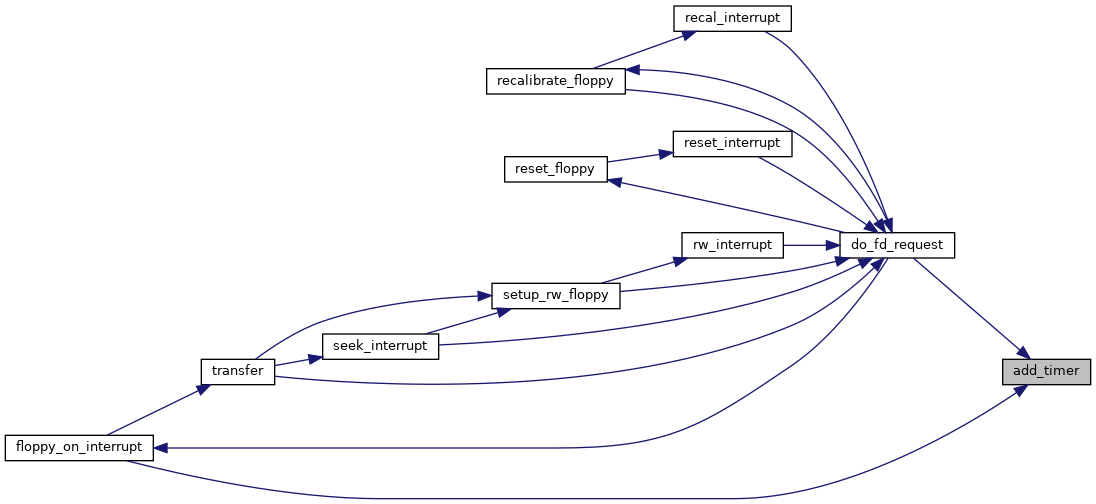 recal_interrupt
recalibrate_floppy
reset_interrupt
reset_floppy
do_fd_request
rw_interrupt
setup_rw_floppy
seek_interrupt
transfer
add_timer
floppy_on_interrupt